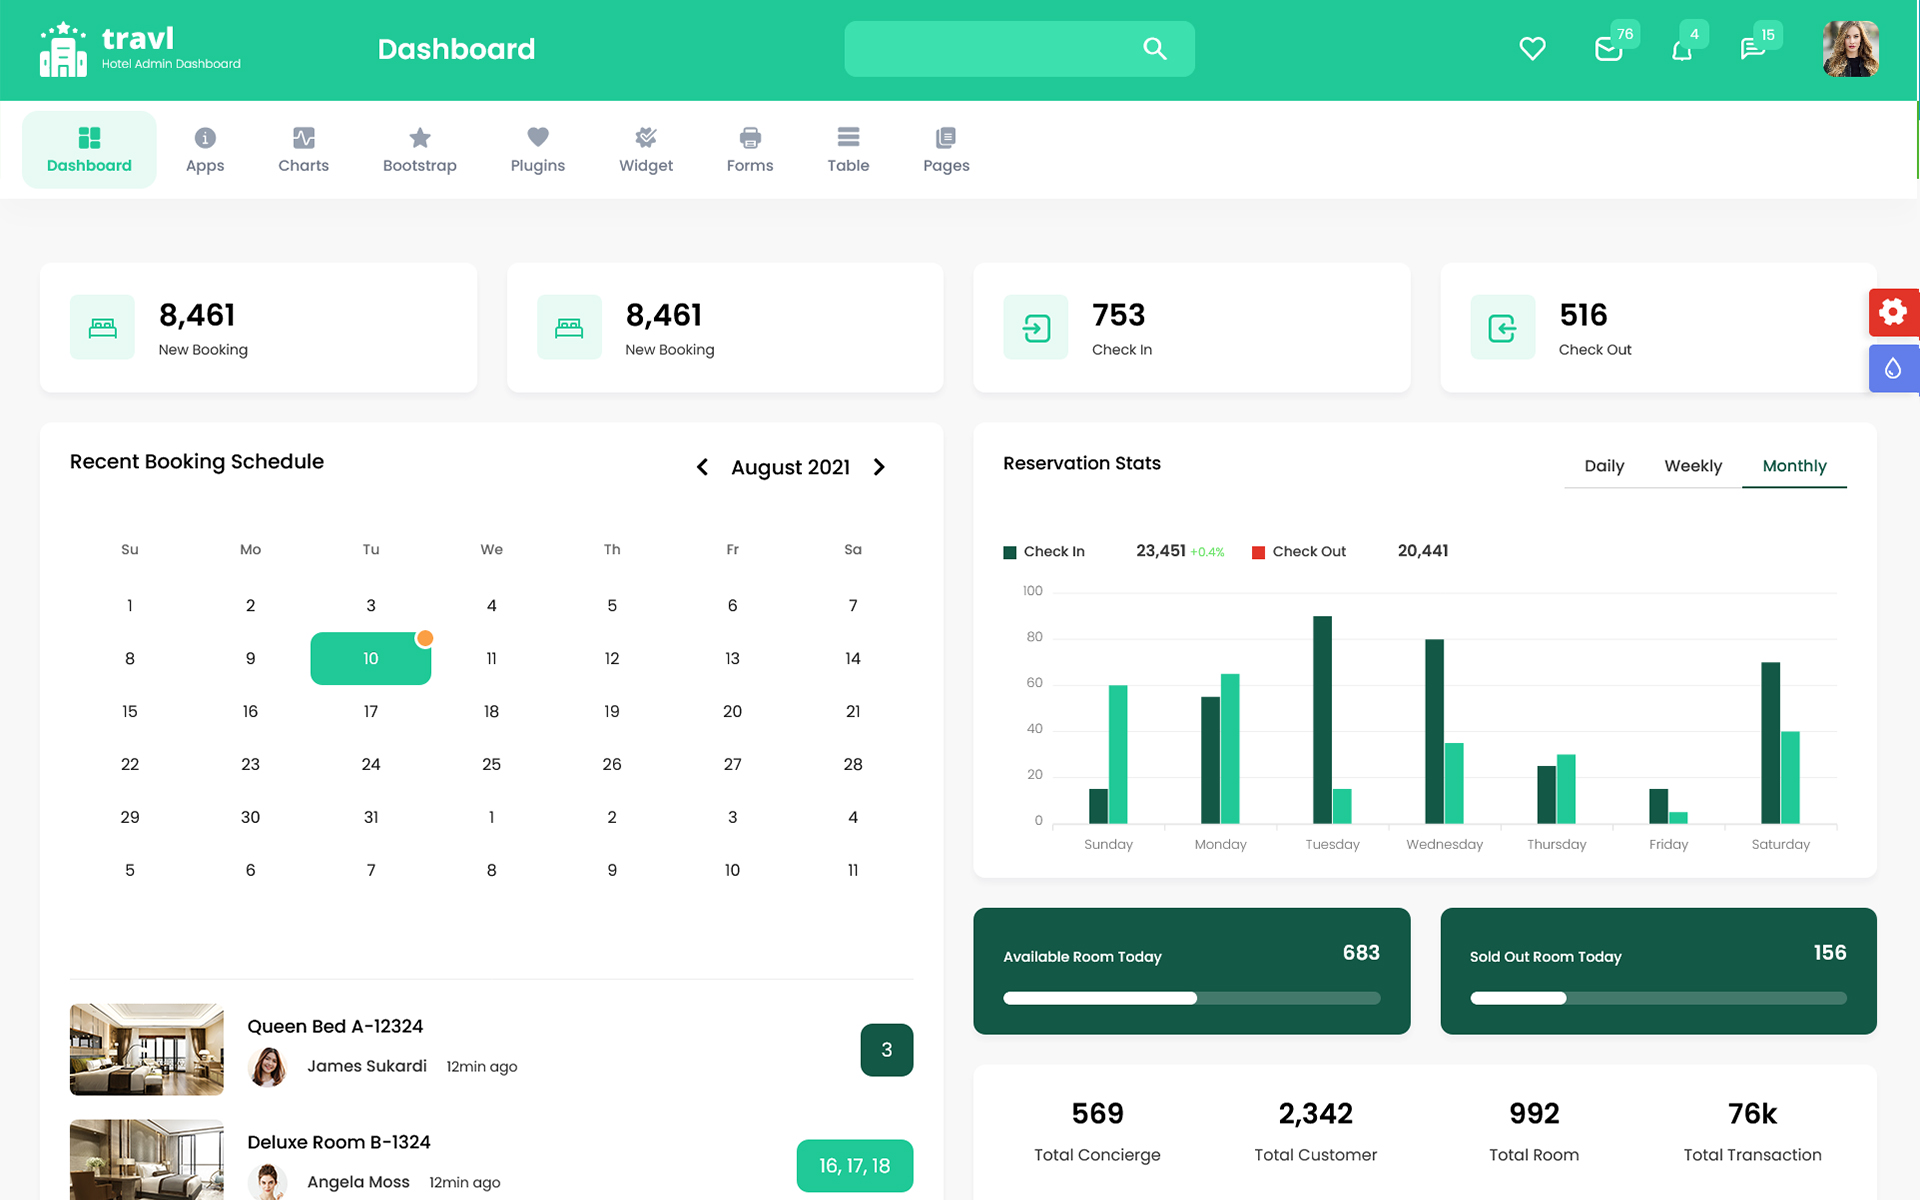 travl
Hotel Admin Dashboard
Dashboard
76
4
15
Dashboard
Apps
Charts
Bootstrap
Plugins
Widget
Forms
Table
Pages
8,461
New Booking
8,461
New Booking
753
Check In
516
Check Out
Recent Booking Schedule
August 2021
Su Mo Tu We Th Fr Sa
1 2 3 4 5 6 7
8 9 10 11 12 13 14
15 16 17 18 19 20 21
22 23 24 25 26 27 28
29 30 31 1 2 3 4
5 6 7 8 9 10 11
Queen Bed A-12324
James Sukardi 12min ago
3
Deluxe Room B-1324
Angela Moss 12min ago
16, 17, 18
Reservation Stats
Daily Weekly Monthly
Check In 23,451 +0.4% Check Out 20,441
100
80
60
40
20
0
Sunday Monday Tuesday Wednesday Thursday Friday Saturday
Available Room Today 683
Sold Out Room Today 156
569
Total Concierge
2,342
Total Customer
992
Total Room
76k
Total Transaction